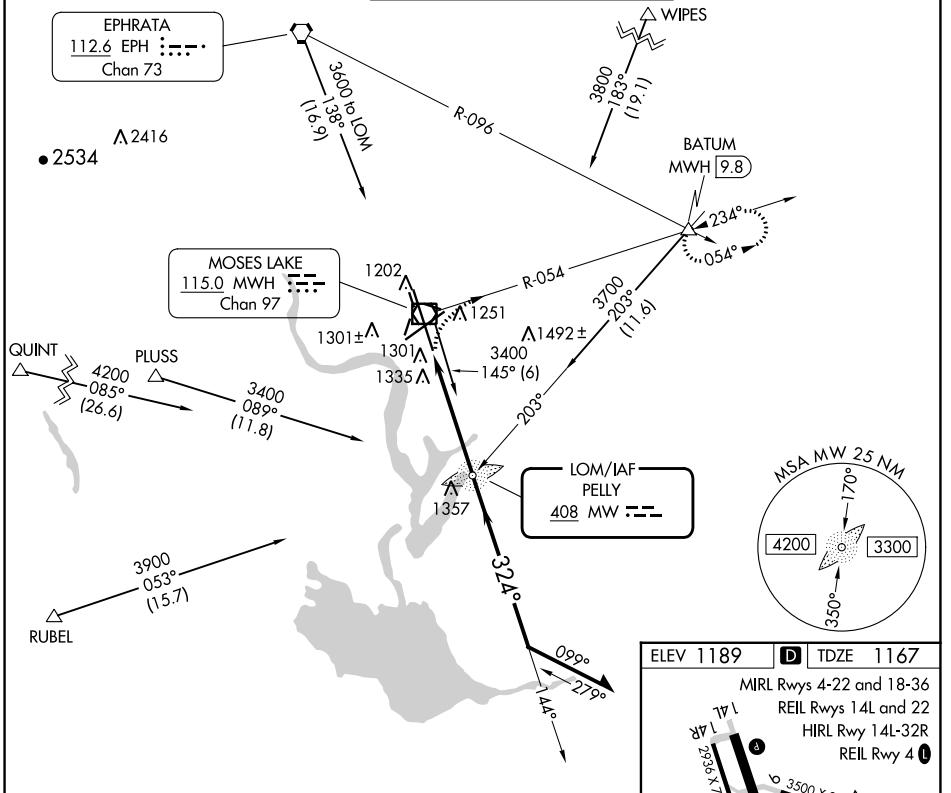 EPHRATA
112.6 EPH
Chan 73
WIPES
3800
183°
(19.1)
3600 to LOM
138°
(16.9)
R-096
2416
2534
BATUM
MWH 9.8
234°
054°
MOSES LAKE
115.0 MWH
Chan 97
1202
1251
R-054
3700
203°
(11.6)
1301±
1301
1335
1492±
3400
145° (6)
QUINT
4200
085°
(26.6)
PLUSS
3400
089°
(11.8)
203°
LOM/IAF
PELLY
408 MW
1357
MSA MW 25 NM
170°
4200
3300
350°
3900
053°
(15.7)
RUBEL
324°
099°
279°
144°
ELEV 1189
D
TDZE 1167
MIRL Rwys 4-22 and 18-36
REIL Rwys 14L and 22
HIRL Rwy 14L-32R
REIL Rwy 4 L
14L
14R
P
2936 X 7
9
3500 X